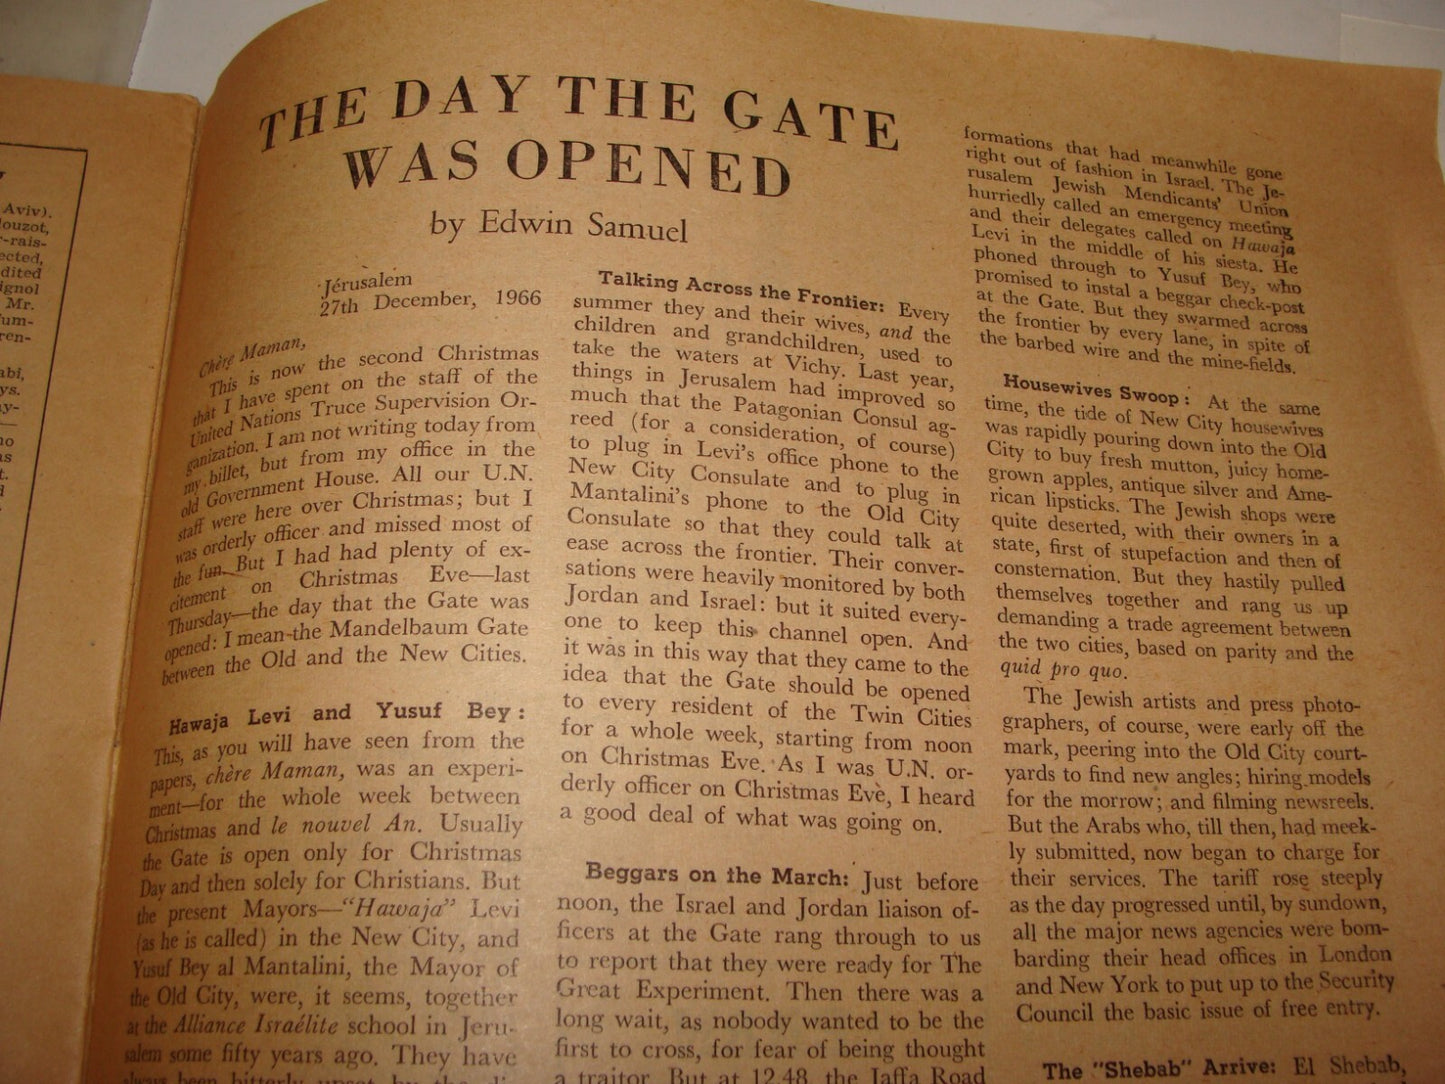 Aviv).
ouzot,
r-rais-
ected,
dited
ignol
Mr.
um-
ren-
abi,
ys.
ay-
no
as
t.
THE DAY THE GATE
WAS OPENED
by Edwin Samuel
Jérusalem
27th December, 1966
Chère Maman,
This is now the second Christmas
that I have spent on the staff of the
United Nations Truce Supervision Or-
ganization. I am not writing today from
my billet, but from my office in the
old Government House. All our U.N.
staff were here over Christmas; but I
was orderly officer and missed most of
the fun. But I had had plenty of ex-
citement on Christmas Eve—last
Thursday—the day that the Gate was
opened: I mean the Mandelbaum Gate
between the Old and the New Cities.
Hawaja Levi and Yusuf Bey:
This, as you will have seen from the
papers, chère Maman, was an experi-
ment—for the whole week between
Christmas and le nouvel An. Usually
the Gate is open only for Christmas
Day and then solely for Christians. But
the present Mayors—"Hawaja" Levi
(as he is called) in the New City, and
Yusuf Bey al Mantalini, the Mayor of
the Old City, were, it seems, together
at the Alliance Israélite school in Jeru-
salem some fifty years ago. They have
always been bitterly upset by the di-
Talking Across the Frontier: Every
summer they and their wives, and the
children and grandchildren, used to
take the waters at Vichy. Last year,
things in Jerusalem had improved so
much that the Patagonian Consul ag-
reed (for a consideration, of course)
to plug in Levi's office phone to the
New City Consulate and to plug in
Mantalini's phone to the Old City
Consulate so that they could talk at
ease across the frontier. Their conver-
sations were heavily monitored by both
Jordan and Israel: but it suited every-
one to keep this channel open. And
it was in this way that they came to the
idea that the Gate should be opened
to every resident of the Twin Cities
for a whole week, starting from noon
on Christmas Eve. As I was U.N. or-
derly officer on Christmas Eve, I heard
a good deal of what was going on.
Beggars on the March: Just before
noon, the Israel and Jordan liaison of-
ficers at the Gate rang through to us
to report that they were ready for The
Great Experiment. Then there was a
long wait, as nobody wanted to be the
first to cross, for fear of being thought
a traitor. But at 12.48, the Jaffa Road
formations that had meanwhile gone
right out of fashion in Israel. The Je-
rusalem Jewish Mendicants' Union
hurriedly called an emergency meeting
and their delegates called on Hawaja
Levi in the middle of his siesta. He
phoned through to Yusuf Bey, who
promised to instal a beggar check-post
at the Gate. But they swarmed across
the frontier by every lane, in spite of
the barbed wire and the mine-fields.
Housewives Swoop: At the same
time, the tide of New City housewives
was rapidly pouring down into the Old
City to buy fresh mutton, juicy home-
grown apples, antique silver and Ame-
rican lipsticks. The Jewish shops were
quite deserted, with their owners in a
state, first of stupefaction and then of
consternation. But they hastily pulled
themselves together and rang us up
demanding a trade agreement between
the two cities, based on parity and the
quid pro quo.
The Jewish artists and press photo-
graphers, of course, were early off the
mark, peering into the Old City court-
yards to find new angles; hiring models
for the morrow; and filming newsreels.
But the Arabs who, till then, had meek-
ly submitted, now began to charge for
their services. The tariff rose steeply
as the day progressed until, by sundown,
all the major news agencies were bom-
barding their head offices in London
and New York to put up to the Security
Council the basic issue of free entry.
The "Shebab" Arrive: El Shebab,